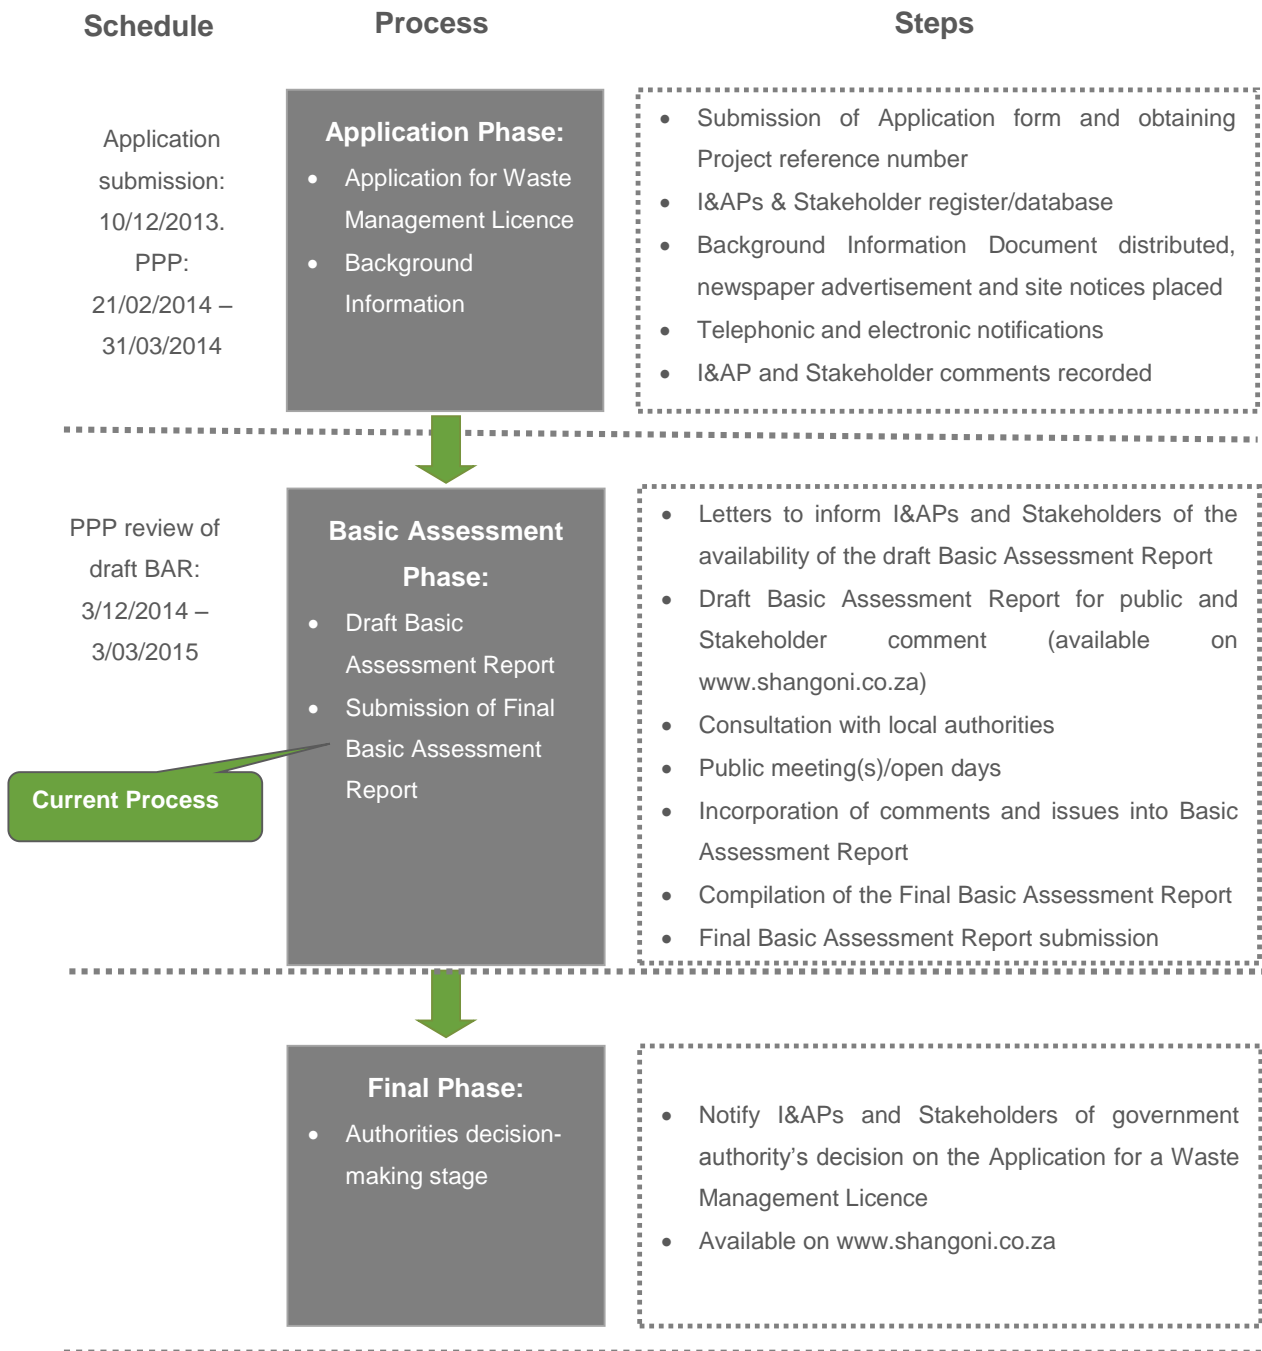 Schedule
Process
Steps
Application
submission:
10/12/2013.
PPP:
21/02/2014 –
31/03/2014
Application Phase:
• Application for Waste
Management Licence
• Background
Information
• Submission of Application form and obtaining
Project reference number
• I&APs & Stakeholder register/database
• Background Information Document distributed,
newspaper advertisement and site notices placed
• Telephonic and electronic notifications
• I&AP and Stakeholder comments recorded
PPP review of
draft BAR:
3/12/2014 –
3/03/2015
Current Process
Basic Assessment
Phase:
• Draft Basic
Assessment Report
• Submission of Final
Basic Assessment
Report
• Letters to inform I&APs and Stakeholders of the
availability of the draft Basic Assessment Report
• Draft Basic Assessment Report for public and
Stakeholder comment (available on
www.shangoni.co.za)
• Consultation with local authorities
• Public meeting(s)/open days
• Incorporation of comments and issues into Basic
Assessment Report
• Compilation of the Final Basic Assessment Report
• Final Basic Assessment Report submission
Final Phase:
• Authorities decision-
making stage
• Notify I&APs and Stakeholders of government
authority’s decision on the Application for a Waste
Management Licence
• Available on www.shangoni.co.za